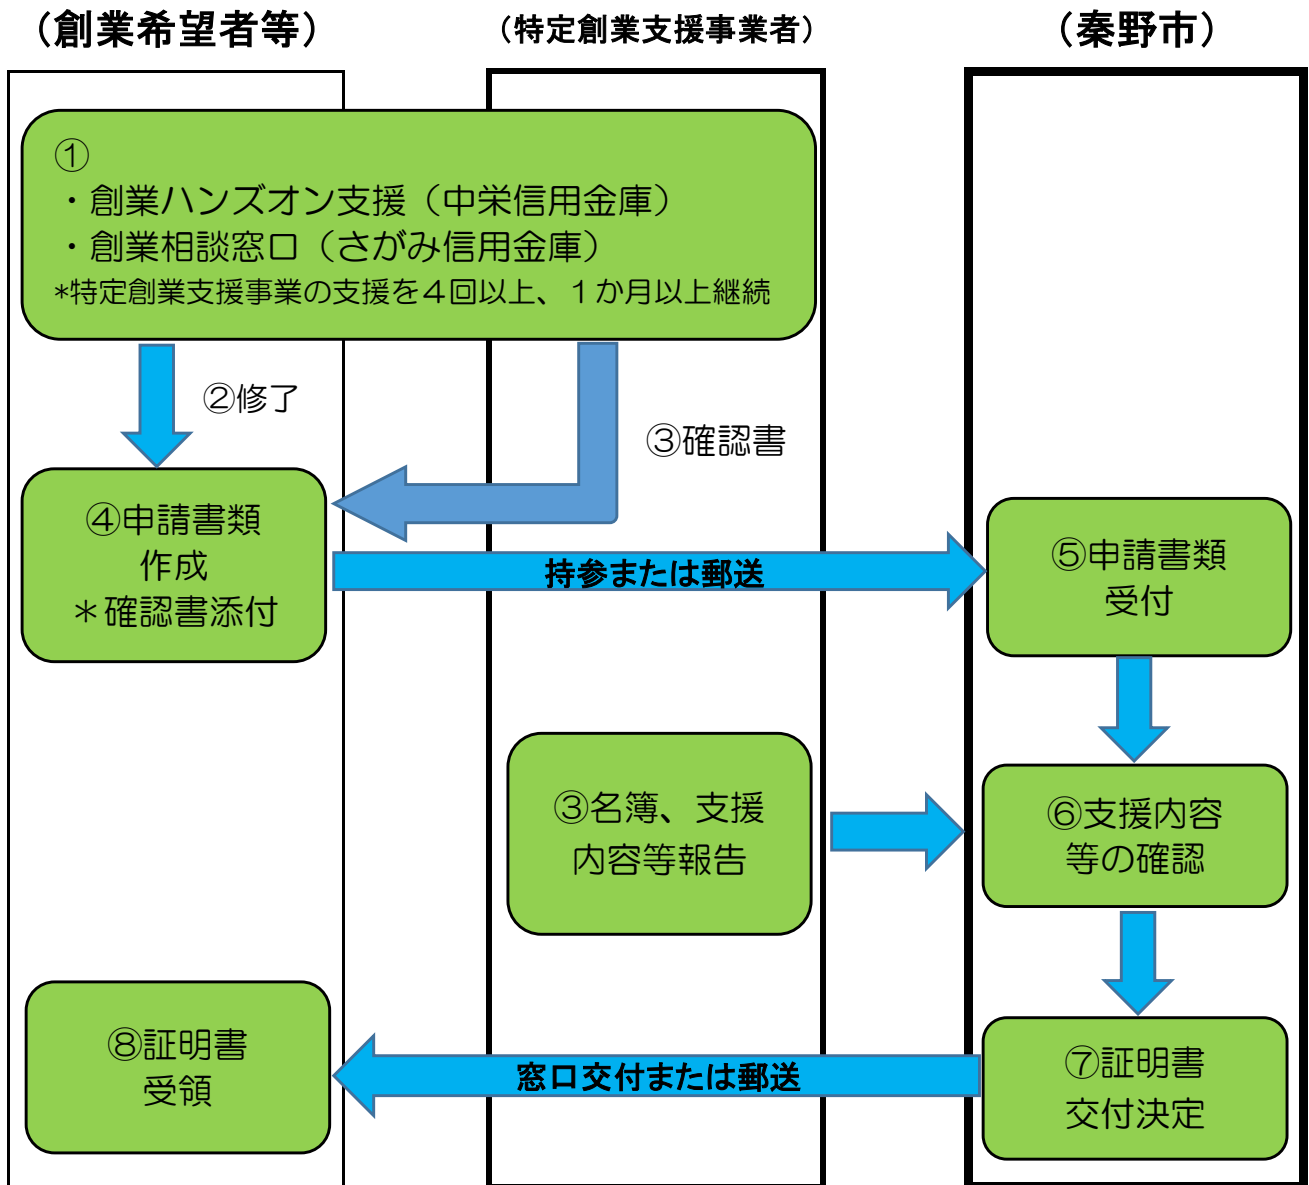 （創業希望者等）
（特定創業支援事業者）
（秦野市）
①
・創業ハンズオン支援（中栄信用金庫）
・創業相談窓口（さがみ信用金庫）
*特定創業支援事業の支援を４回以上、１か月以上継続
②修了
③確認書
④申請書類
作成
＊確認書添付
持参または郵送
⑤申請書類
受付
③名簿、支援
内容等報告
⑥支援内容
等の確認
⑧証明書
受領
窓口交付または郵送
⑦証明書
交付決定